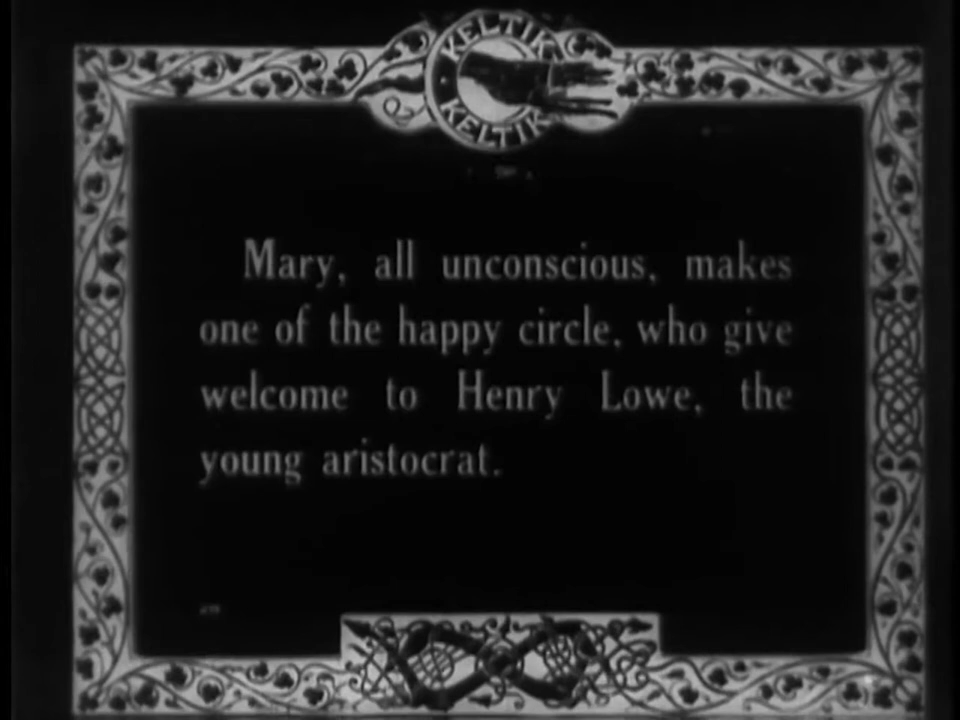 KELTIK
KELTIK
Mary, all unconscious, makes
one of the happy circle, who give
welcome to Henry Lowe, the
young aristocrat.